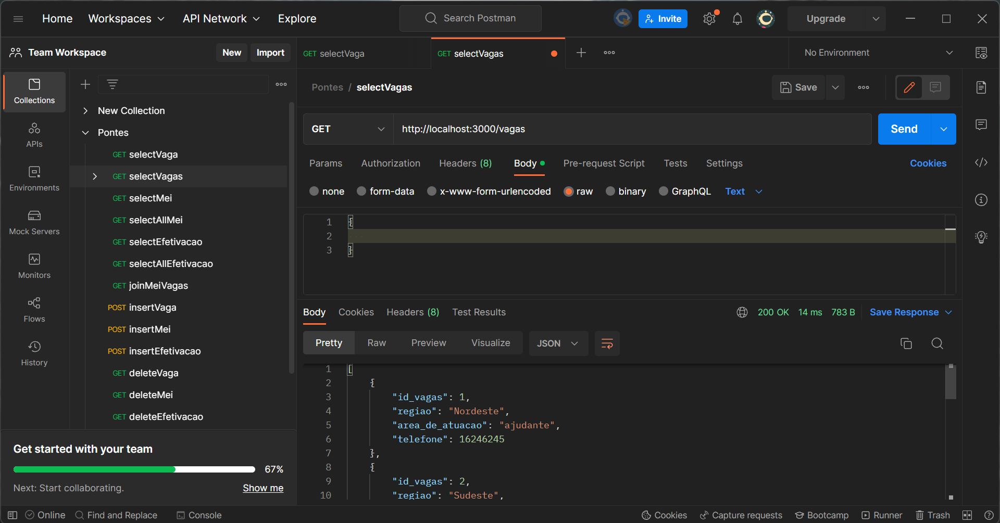 Home Workspaces API Network Explore Search Postman Invite Upgrade
Team Workspace New Import
GET selectVaga GET selectVagas No Environment
Collections
APIs
Environments
Mock Servers
Monitors
Flows
History
New Collection
Pontes
GET selectVaga
GET selectVagas
GET selectMei
GET selectAllMei
GET selectEfetivacao
GET selectAllEfetivacao
GET joinMeiVagas
POST insertVaga
POST insertMei
POST insertEfetivacao
GET deleteVaga
GET deleteMei
GET deleteEfetivacao
Get started with your team
67%
Next: Start collaborating. Show me
Pontes / selectVagas Save
GET http://localhost:3000/vagas Send
Params Authorization Headers (8) Body Pre-request Script Tests Settings Cookies
none form-data x-www-form-urlencoded raw binary GraphQL Text
1 {
2
3 }
Body Cookies Headers (8) Test Results 200 OK 14 ms 783 B Save Response
Pretty Raw Preview Visualize JSON
1 [
2 {
3 "id_vagas": 1,
4 "regiao": "Nordeste",
5 "area_de_atuacao": "ajudante",
6 "telefone": 16246245
7 },
8 {
9 "id_vagas": 2,
10 "regiao": "Sudeste",
Online Find and Replace Console Cookies Capture requests Bootcamp Runner Trash